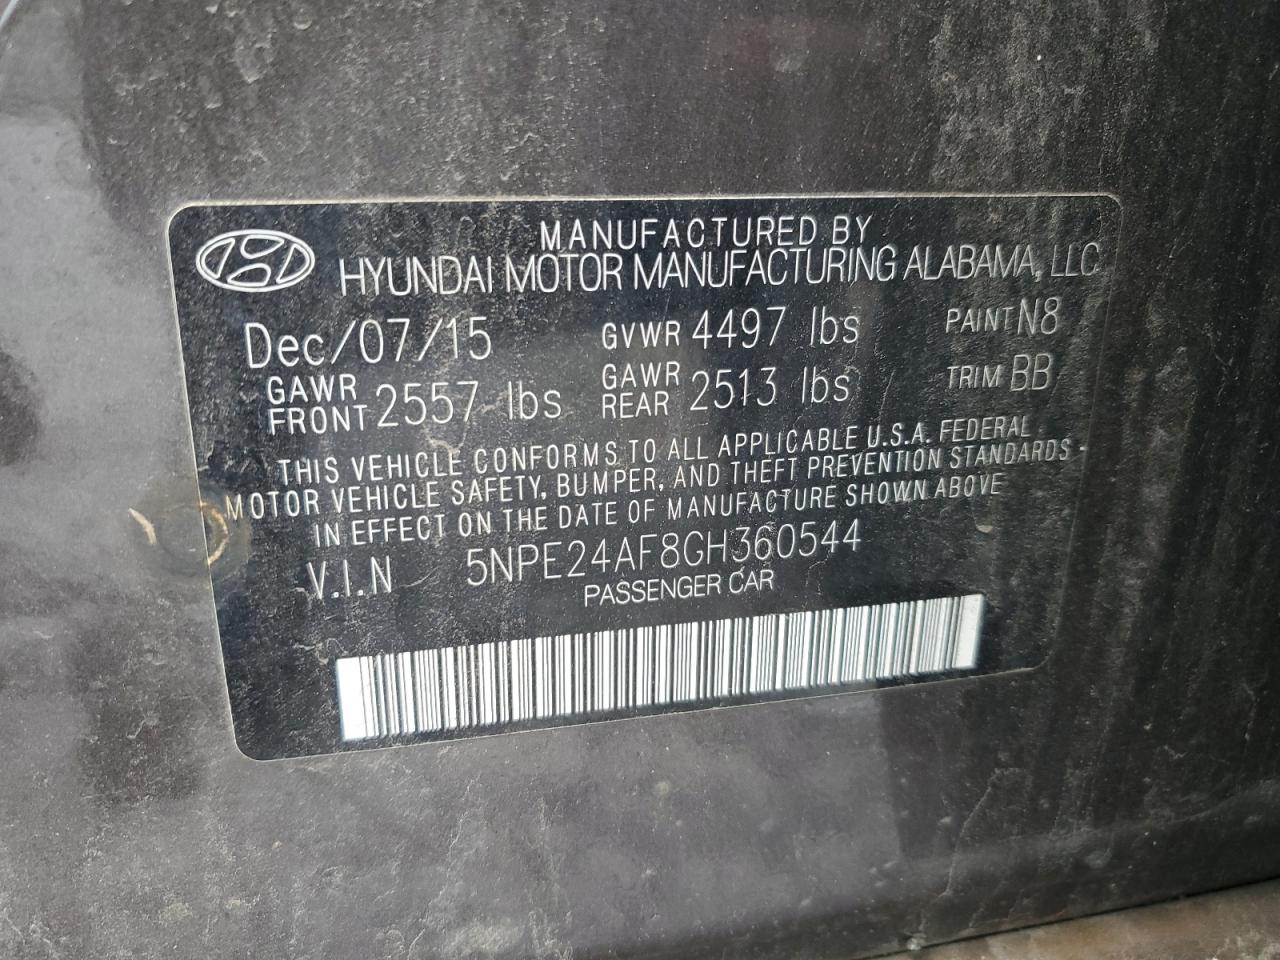 MANUFACTURED BY
HYUNDAI MOTOR MANUFACTURING ALABAMA, LLC
Dec/07/15 GVWR 4497 lbs PAINT N8
GAWR FRONT 2557 lbs GAWR REAR 2513 lbs TRIM BB
THIS VEHICLE CONFORMS TO ALL APPLICABLE U.S.A. FEDERAL
MOTOR VEHICLE SAFETY, BUMPER, AND THEFT PREVENTION STANDARDS -
IN EFFECT ON THE DATE OF MANUFACTURE SHOWN ABOVE
V.I.N 5NPE24AF8GH360544
PASSENGER CAR